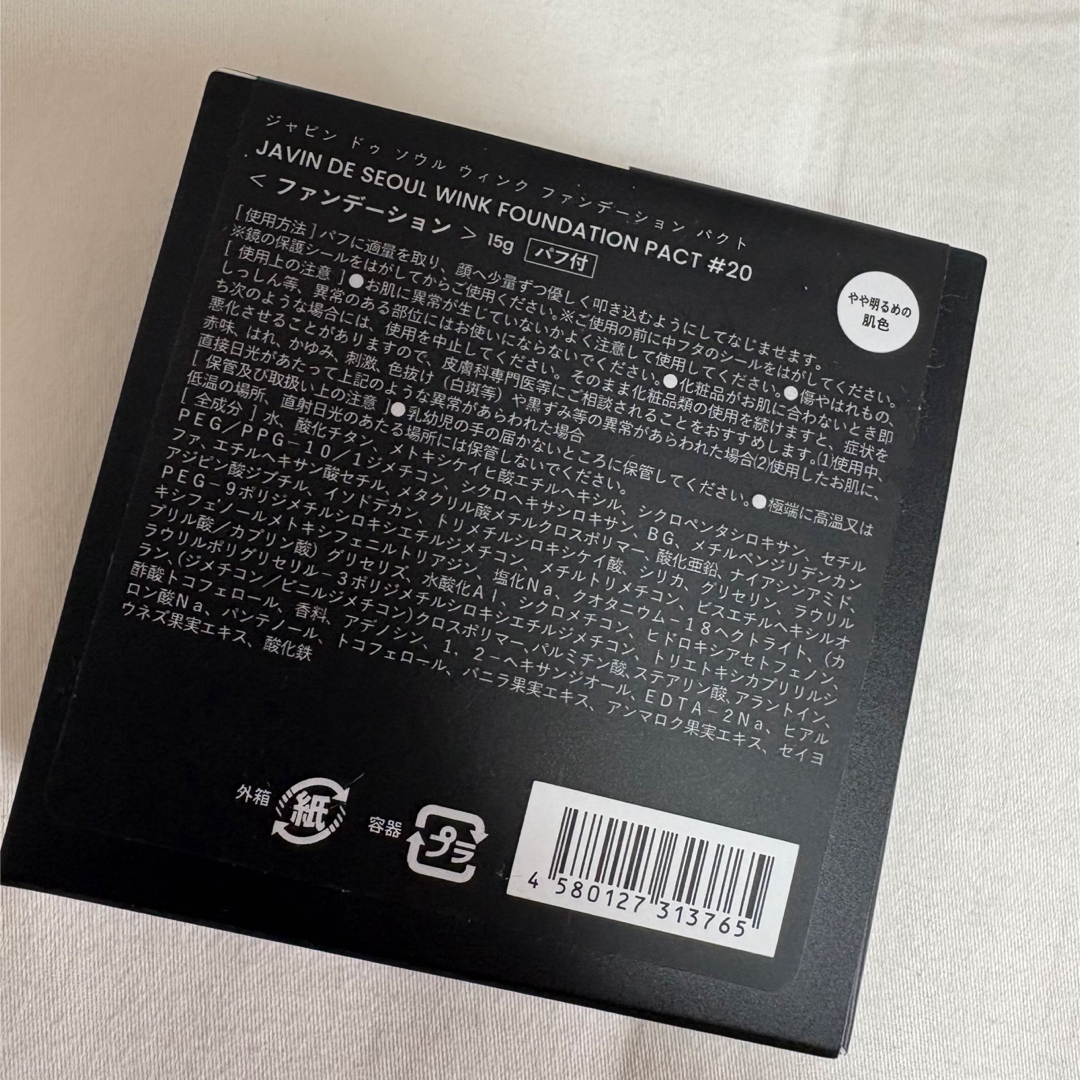 ジャビン ドゥ ソウル ウィンク ファンデーション パクト
JAVIN DE SEOUL WINK FOUNDATION PACT #20
＜ ファンデーション ＞ 15g パフ付
やや明るめの
肌色
[ 使用方法 ] パフに適量を取り、顔へ少量ずつ優しく叩き込むようにしてなじませます。
※鏡の保護シールをはがしてからご使用ください。※ご使用の前に中フタのシールをはがしてください。
[ 使用上の注意 ] ●お肌に異常が生じていないかよく注意して使用してください。●傷やはれもの、
しっしん等、異常のある部位にはお使いにならないでください。●化粧品がお肌に合わないとき即
ち次のような場合には、使用を中止してください。そのまま化粧品類の使用を続けますと、症状を
悪化させることがありますので、皮膚科専門医等にご相談されることをおすすめします。(1)使用中、
赤味、はれ、かゆみ、刺激、色抜け（白斑等）や黒ずみ等の異常があらわれた場合(2)使用したお肌に、
直接日光があたって上記のような異常があらわれた場合
[ 保管及び取扱い上の注意 ] ●乳幼児の手の届かないところに保管してください。●極端に高温又は
低温の場所、直射日光のあたる場所には保管しないでください。
[ 全成分 ] 水、酸化チタン、メトキシケイヒ酸エチルヘキシル、シクロペンタシロキサン、セチル
PEG/PPG-10/1ジメチコン、シクロヘキサシロキサン、BG、メチルベンジリデンカン
ファ、エチルヘキサン酸セチル、メタクリル酸メチルクロスポリマー、酸化亜鉛、ナイアシンアミド、
アジピン酸ジブチル、イソドデカン、トリメチルシロキシケイ酸、シリカ、グリセリン、ラウリル
PEG-9ポリジメチルシロキシエチルジメチコン、メチルトリメチコン、ビスエチルヘキシルオ
キシフェノールメトキシフェニルトリアジン、塩化Na、クオタニウム-18ヘクトライト、（カ
プリル酸/カプリン酸）グリセリズ、水酸化Al、シクロメチコン、ヒドロキシアセトフェノン、
ラウリルポリグリセリル-3ポリジメチルシロキシエチルジメチコン、トリエトキシカプリリルシ
ラン、（ジメチコン/ビニルジメチコン）クロスポリマー、パルミチン酸、ステアリン酸、アラントイン、
酢酸トコフェロール、香料、アデノシン、1，2-ヘキサンジオール、EDTA-2Na、ヒアル
ロン酸Na、パンテノール、トコフェロール、バニラ果実エキス、アンマロク果実エキス、セイヨ
ウネズ果実エキス、酸化鉄
外箱 紙 容器 プラ
4 580127 313765